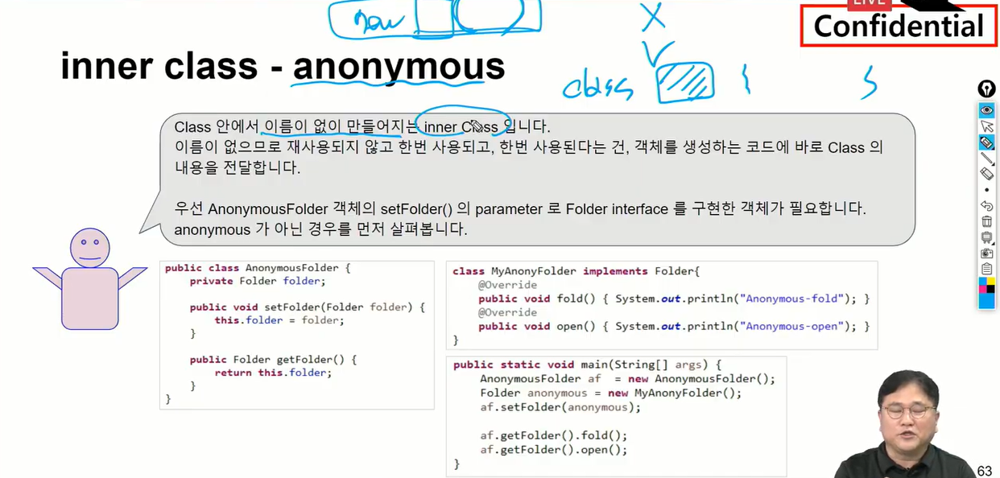 LIVE
Confidential
new
X
inner class - anonymous
class { }
Class 안에서 이름이 없이 만들어지는 inner Class 입니다.
이름이 없으므로 재사용되지 않고 한번 사용되고, 한번 사용된다는 건, 객체를 생성하는 코드에 바로 Class 의
내용을 전달합니다.
우선 AnonymousFolder 객체의 setFolder() 의 parameter 로 Folder interface 를 구현한 객체가 필요합니다.
anonymous 가 아닌 경우를 먼저 살펴봅니다.
public class AnonymousFolder {
private Folder folder;
public void setFolder(Folder folder) {
this.folder = folder;
}
public Folder getFolder() {
return this.folder;
}
}
class MyAnonyFolder implements Folder{
@Override
public void fold() { System.out.println("Anonymous-fold"); }
@Override
public void open() { System.out.println("Anonymous-open"); }
}
public static void main(String[] args) {
AnonymousFolder af = new AnonymousFolder();
Folder anonymous = new MyAnonyFolder();
af.setFolder(anonymous);
af.getFolder().fold();
af.getFolder().open();
}
63